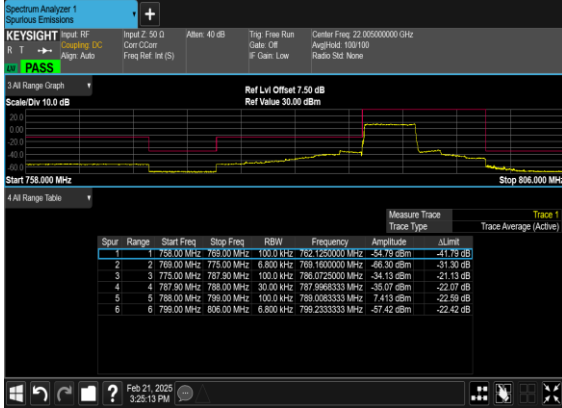 Spectrum Analyzer 1
Spurious Emissions
KEYSIGHT Input: RF Input Z: 50 Ω Atten: 40 dB Trig: Free Run Center Freq: 22.005000000 GHz
R T Coupling: DC Corr CCorr Gate: Off Avg|Hold: 100/100
Align: Auto Freq Ref: Int (S) IF Gain: Low Radio Std: None
PASS
3 All Range Graph Ref Lvl Offset 7.50 dB
Scale/Div 10.0 dB Ref Value 30.00 dBm
20.0
0.00
-20.0
-40.0
-60.0
Start 758.000 MHz Stop 806.000 MHz
4 All Range Table
Measure Trace Trace 1
Trace Type Trace Average (Active)
Spur Range Start Freq Stop Freq RBW Frequency Amplitude ΔLimit
1 1 758.00 MHz 769.00 MHz 100.0 kHz 762.1250000 MHz -54.79 dBm -41.79 dB
2 2 769.00 MHz 775.00 MHz 6.800 kHz 769.1600000 MHz -66.30 dBm -31.30 dB
3 3 775.00 MHz 787.90 MHz 100.0 kHz 786.0725000 MHz -34.13 dBm -21.13 dB
4 4 787.90 MHz 788.00 MHz 30.00 kHz 787.9968333 MHz -35.07 dBm -22.07 dB
5 5 788.00 MHz 799.00 MHz 100.0 kHz 789.0083333 MHz 7.413 dBm -22.59 dB
6 6 799.00 MHz 806.00 MHz 6.800 kHz 799.2333333 MHz -57.42 dBm -22.42 dB
Feb 21, 2025
3:25:13 PM